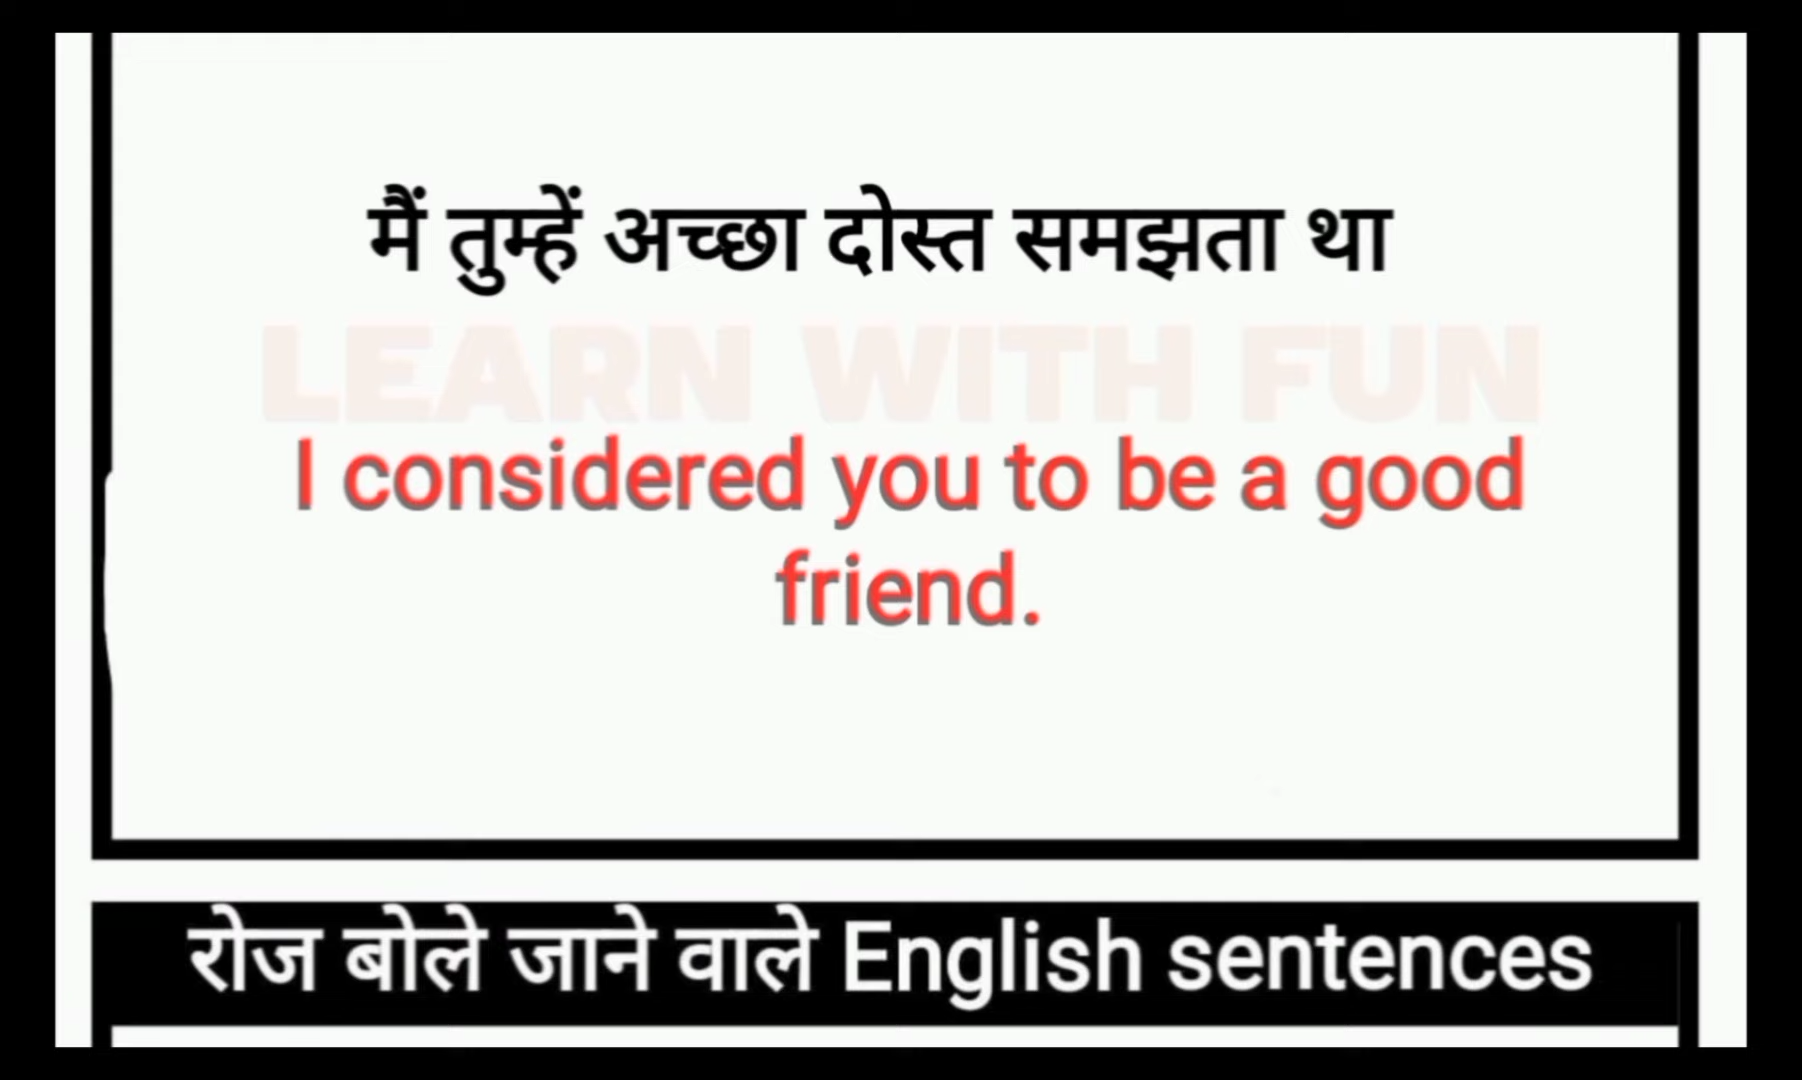 मैं तुम्हें अच्छा दोस्त समझता था
LEARN WITH FUN
I considered you to be a good
friend.
रोज बोले जाने वाले English sentences